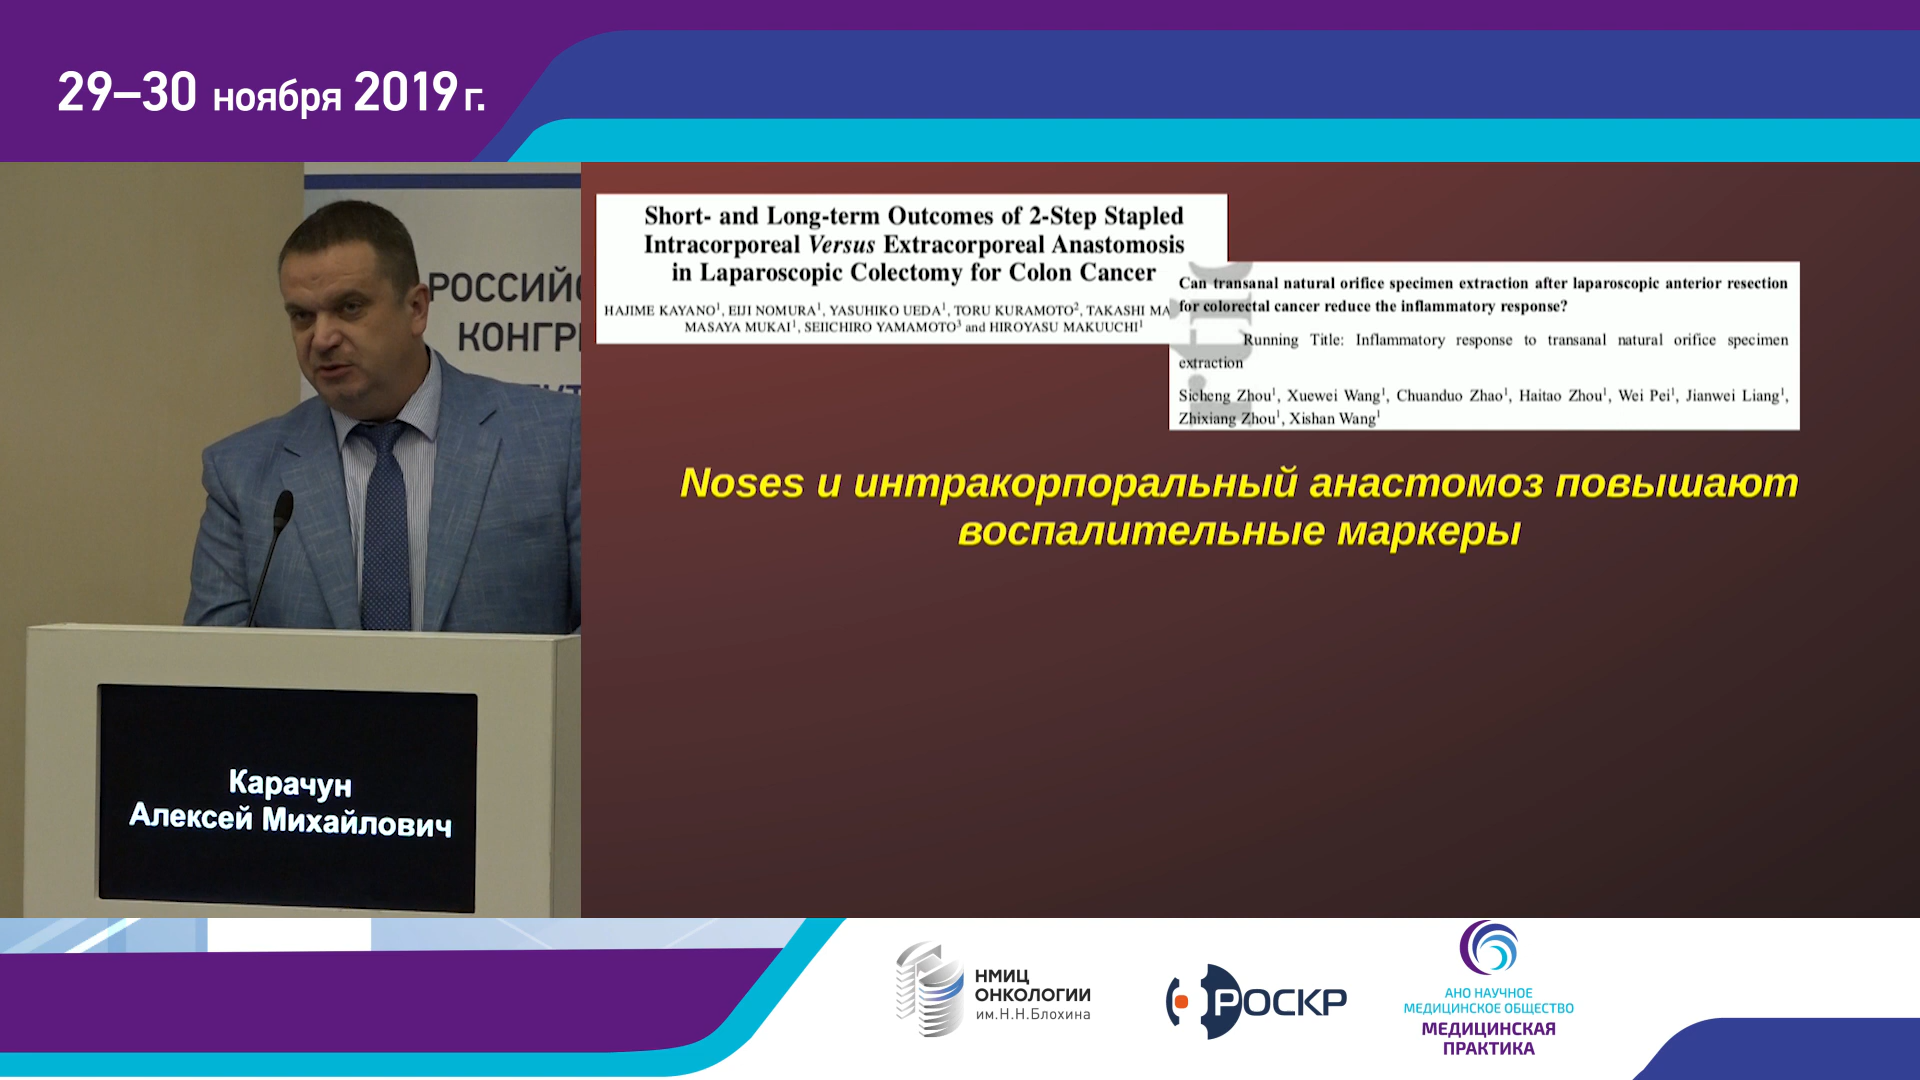 29–30 ноября 2019 г.
РОССИЙС
КОНГР
Карачун
Алексей Михайлович
Short- and Long-term Outcomes of 2-Step Stapled
Intracorporeal Versus Extracorporeal Anastomosis
in Laparoscopic Colectomy for Colon Cancer
HAJIME KAYANO1, EIJI NOMURA1, YASUHIKO UEDA1, TORU KURAMOTO2, TAKASHI MA
MASAYA MUKAI1, SEIICHIRO YAMAMOTO3 and HIROYASU MAKUUCHI1
Can transanal natural orifice specimen extraction after laparoscopic anterior resection
for colorectal cancer reduce the inflammatory response?
Running Title: Inflammatory response to transanal natural orifice specimen
extraction
Sicheng Zhou1, Xuewei Wang1, Chuanduo Zhao1, Haitao Zhou1, Wei Pei1, Jianwei Liang1,
Zhixiang Zhou1, Xishan Wang1
Noses и интракорпоральный анастомоз повышают
воспалительные маркеры
НМИЦ
ОНКОЛОГИИ
им.Н.Н.Блохина
РОСКР
АНО НАУЧНОЕ
МЕДИЦИНСКОЕ ОБЩЕСТВО
МЕДИЦИНСКАЯ
ПРАКТИКА